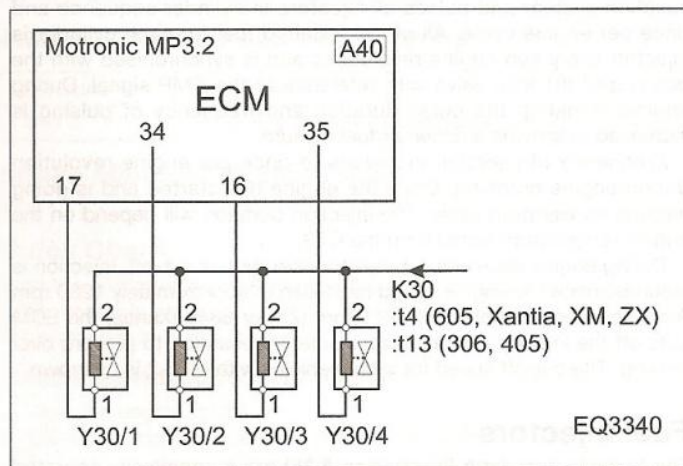 Motronic MP3.2
A40
ECM
34 35
17 16
K30
:t4 (605, Xantia, XM, ZX)
:t13 (306, 405)
2 2 2 2
1 1 1 1
Y30/1 Y30/2 Y30/3 Y30/4
EQ3340